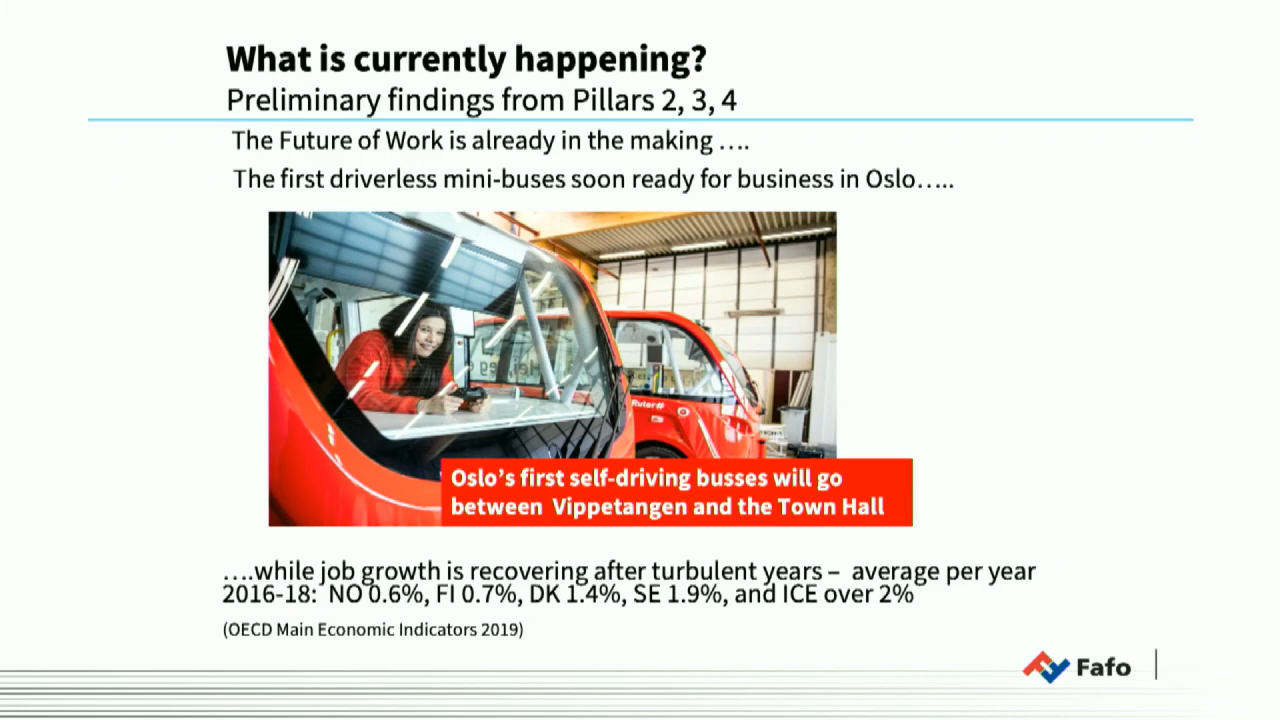 What is currently happening?
Preliminary findings from Pillars 2, 3, 4
The Future of Work is already in the making ….
The first driverless mini-buses soon ready for business in Oslo…..
Ruter#
Oslo’s first self-driving busses will go
between Vippetangen and the Town Hall
….while job growth is recovering after turbulent years – average per year
2016-18: NO 0.6%, FI 0.7%, DK 1.4%, SE 1.9%, and ICE over 2%
(OECD Main Economic Indicators 2019)
Fafo